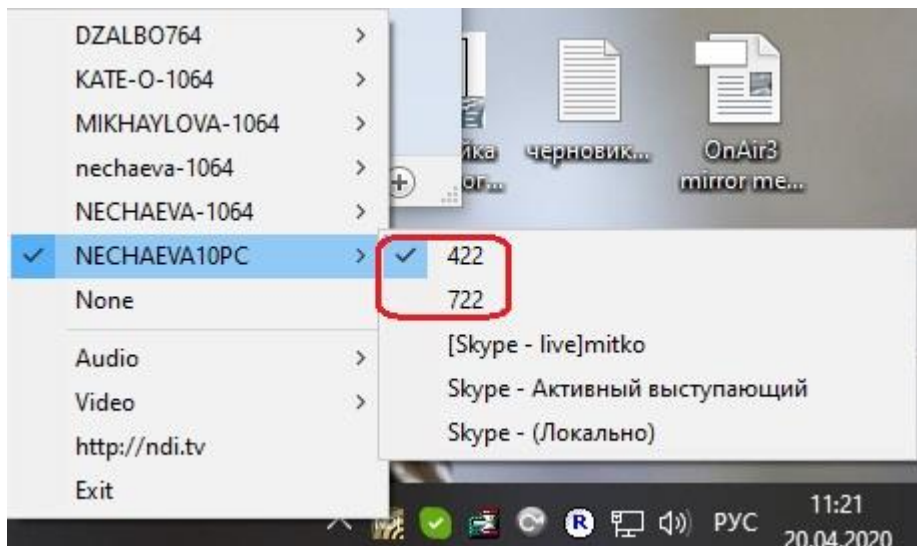 DZALBO764
KATE-O-1064
MIKHAYLOVA-1064
nechaeva-1064
NECHAEVA-1064
NECHAEVA10PC
None
Audio
Video
http://ndi.tv
Exit
422
722
[Skype - live]mitko
Skype - Активный выступающий
Skype - (Локально)
черновик...
OnAir3
mirror me...
R
РУС
11:21
20.04.2020